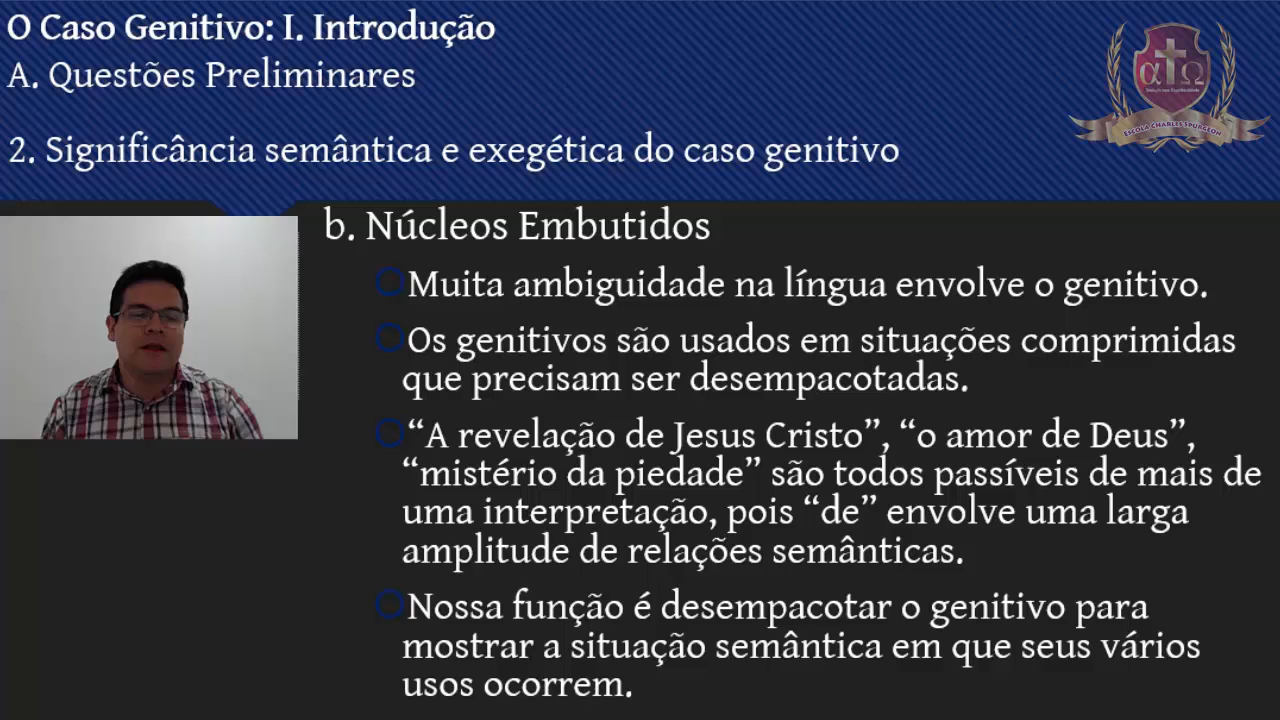 O Caso Genitivo: I. Introdução
A. Questões Preliminares
2. Significância semântica e exegética do caso genitivo
α Ω
ESCOLA CHARLES SPURGEON
b. Núcleos Embutidos
Muita ambiguidade na língua envolve o genitivo.
Os genitivos são usados em situações comprimidas
que precisam ser desempacotadas.
“A revelação de Jesus Cristo”, “o amor de Deus”,
“mistério da piedade” são todos passíveis de mais de
uma interpretação, pois “de” envolve uma larga
amplitude de relações semânticas.
Nossa função é desempacotar o genitivo para
mostrar a situação semântica em que seus vários
usos ocorrem.